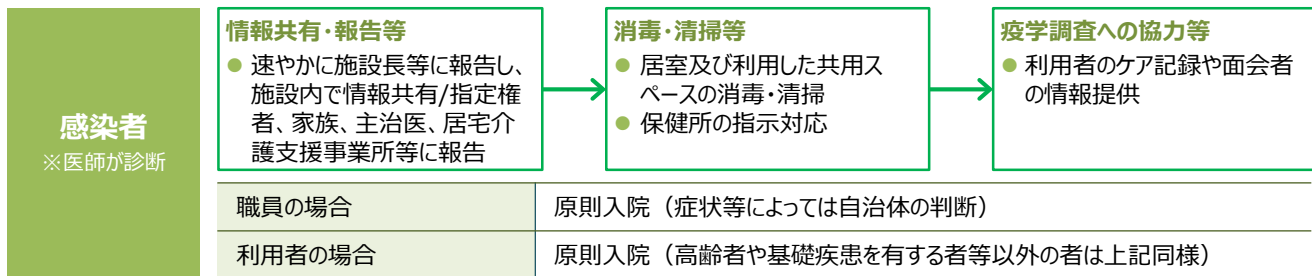 感染者
※医師が診断
情報共有・報告等
● 速やかに施設長等に報告し、
施設内で情報共有/指定権
者、家族、主治医、居宅介
護支援事業所等に報告
消毒・清掃等
● 居室及び利用した共用ス
ペースの消毒・清掃
● 保健所の指示対応
疫学調査への協力等
● 利用者のケア記録や面会者
の情報提供
職員の場合
原則入院（症状等によっては自治体の判断）
利用者の場合
原則入院（高齢者や基礎疾患を有する者等以外の者は上記同様）